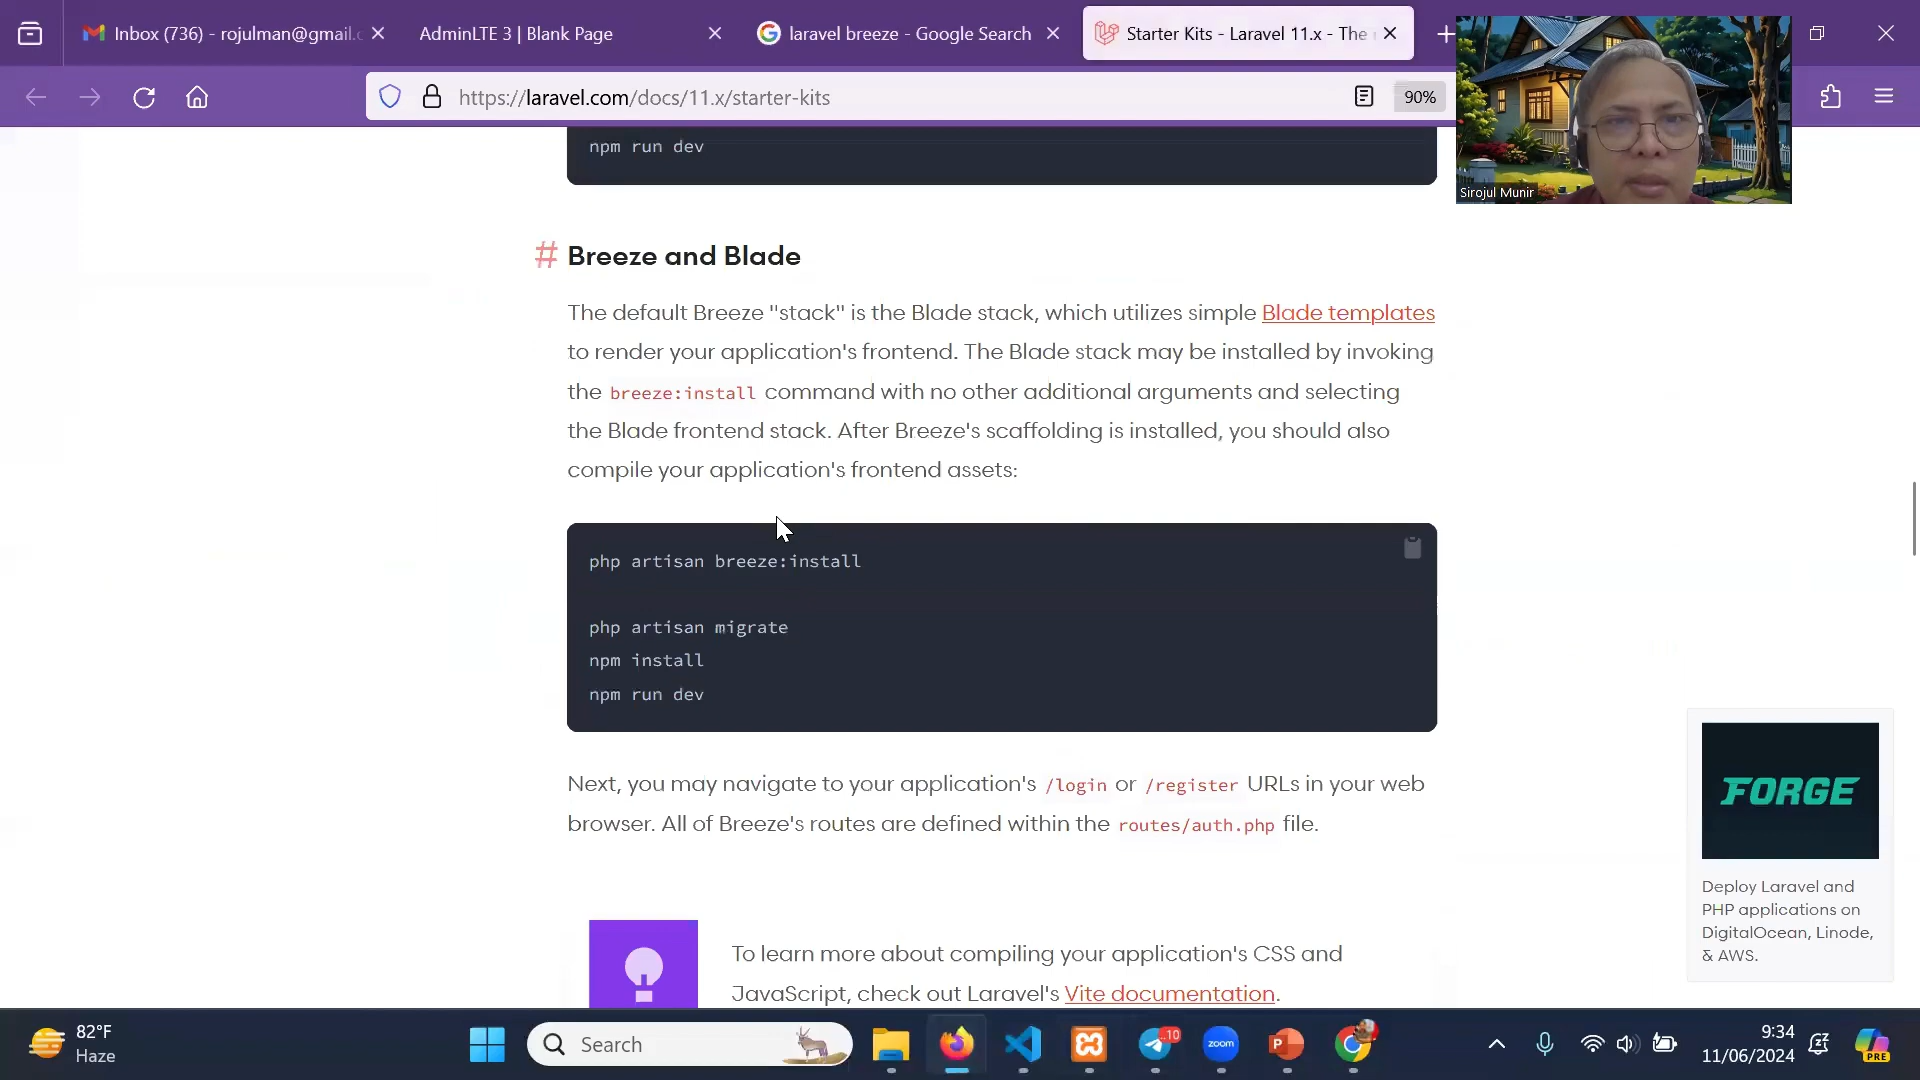 Inbox (736) - rojulman@gmail.c
AdminLTE 3 | Blank Page
laravel breeze - Google Search
Starter Kits - Laravel 11.x - The
https://laravel.com/docs/11.x/starter-kits
90%
Sirojul Munir
npm run dev
# Breeze and Blade
The default Breeze "stack" is the Blade stack, which utilizes simple Blade templates
to render your application's frontend. The Blade stack may be installed by invoking
the breeze:install command with no other additional arguments and selecting
the Blade frontend stack. After Breeze's scaffolding is installed, you should also
compile your application's frontend assets:
php artisan breeze:install
php artisan migrate
npm install
npm run dev
Next, you may navigate to your application's /login or /register URLs in your web
browser. All of Breeze's routes are defined within the routes/auth.php file.
To learn more about compiling your application's CSS and
JavaScript, check out Laravel's Vite documentation.
FORGE
Deploy Laravel and
PHP applications on
DigitalOcean, Linode,
& AWS.
82°F
Haze
Search
10
zoom
P
9:34
11/06/2024
PRE